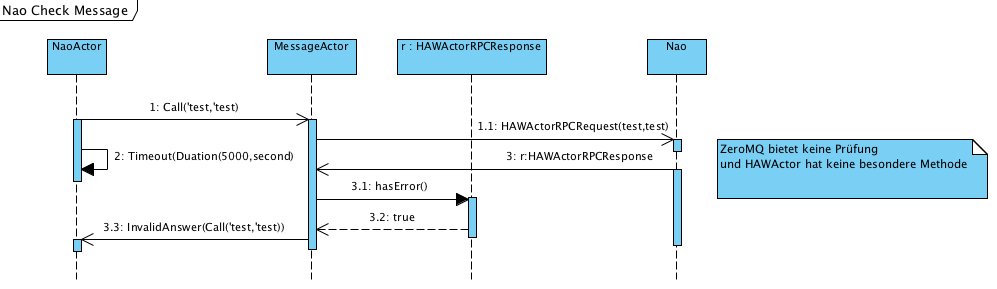 Nao Check Message
NaoActor
MessageActor
r : HAWActorRPCResponse
Nao
1: Call('test,'test)
1.1: HAWActorRPCRequest(test,test)
2: Timeout(Duation(5000,second)
3: r:HAWActorRPCResponse
3.1: hasError()
3.2: true
3.3: InvalidAnswer(Call('test,'test))
ZeroMQ bietet keine Prüfung
und HAWActor hat keine besondere Methode